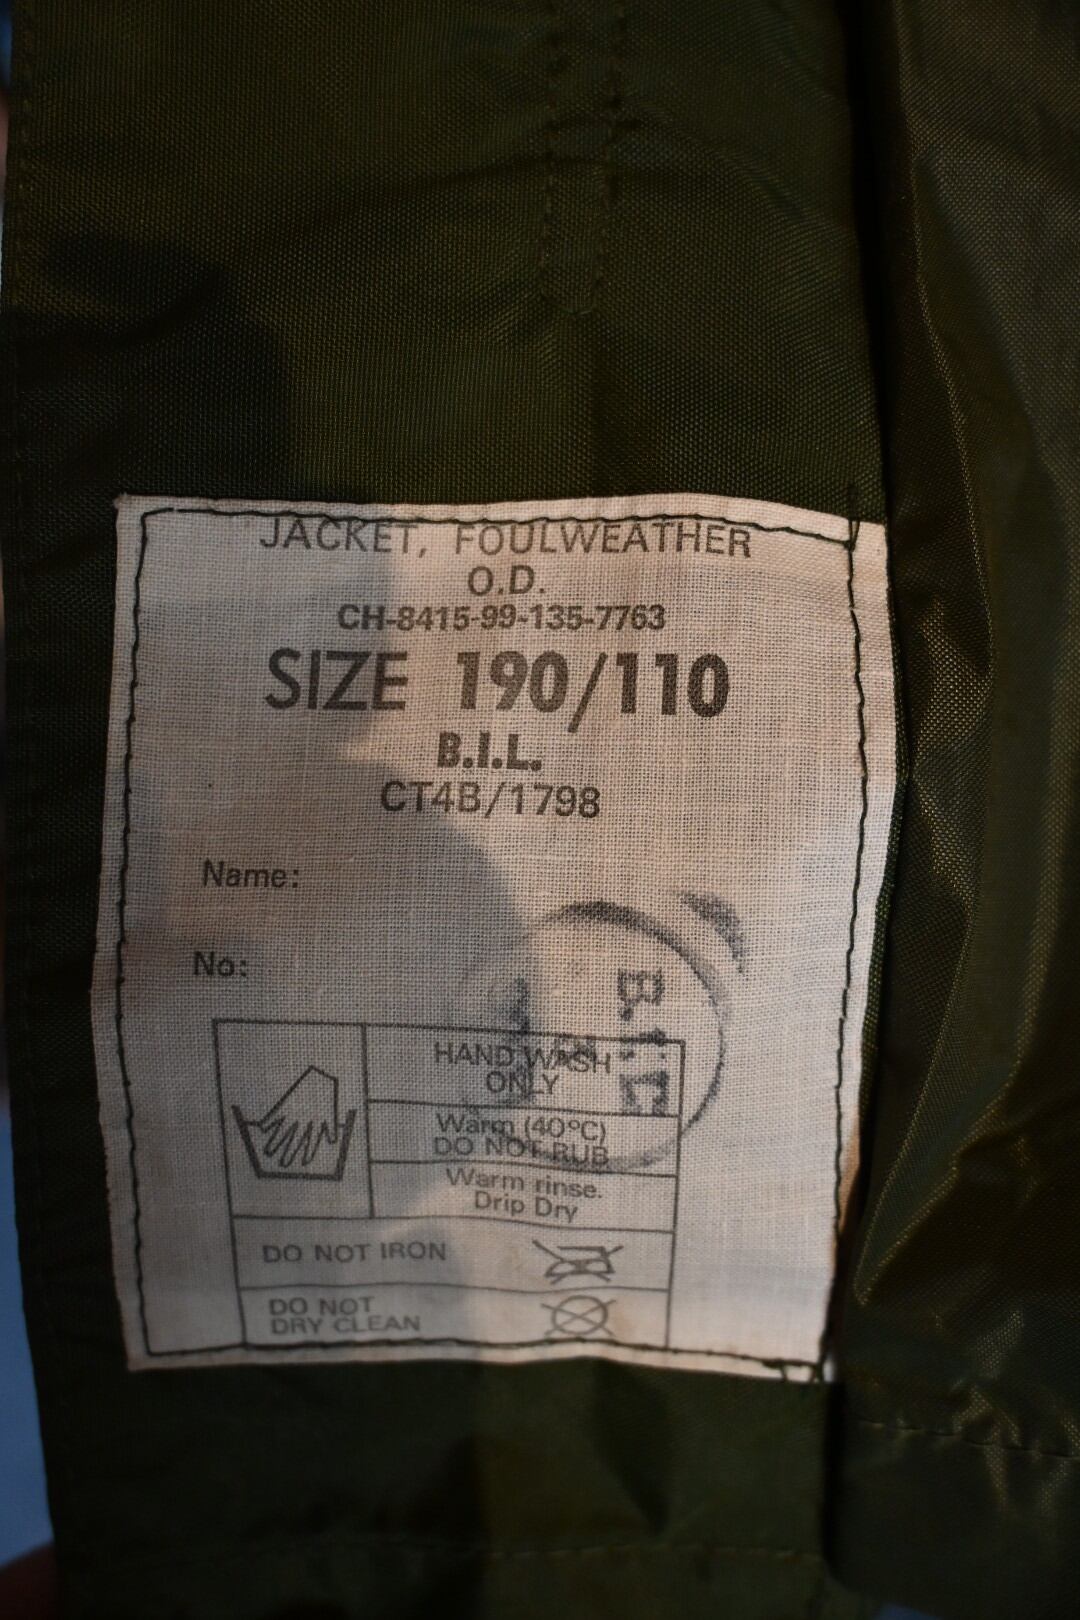 JACKET, FOULWEATHER
O.D.
CH-8415-99-135-7763
SIZE 190/110
B.I.L.
CT4B/1798
Name:
No:
HAND WASH
ONLY
Warm (40°C)
DO NOT RUB
Warm rinse.
Drip Dry
DO NOT IRON
DO NOT
DRY CLEAN